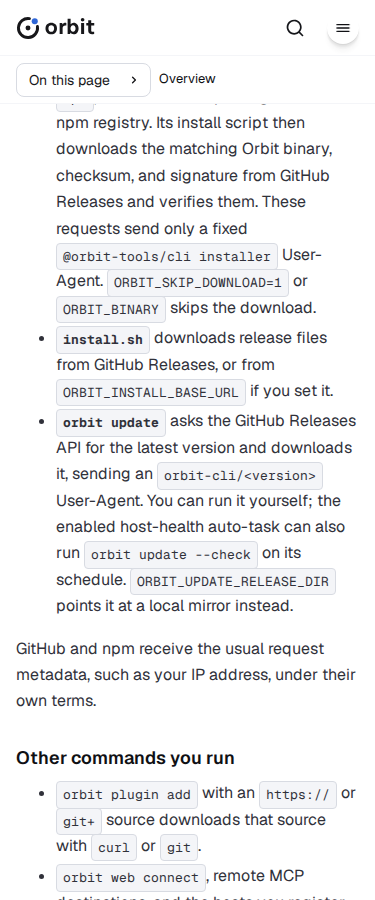 orbit
On this page
Overview
npm registry. Its install script then
downloads the matching Orbit binary,
checksum, and signature from GitHub
Releases and verifies them. These
requests send only a fixed
@orbit-tools/cli installer User-
Agent. ORBIT_SKIP_DOWNLOAD=1 or
ORBIT_BINARY skips the download.
install.sh downloads release files
from GitHub Releases, or from
ORBIT_INSTALL_BASE_URL if you set it.
orbit update asks the GitHub Releases
API for the latest version and downloads
it, sending an orbit-cli/<version>
User-Agent. You can run it yourself; the
enabled host-health auto-task can also
run orbit update --check on its
schedule. ORBIT_UPDATE_RELEASE_DIR
points it at a local mirror instead.
GitHub and npm receive the usual request
metadata, such as your IP address, under their
own terms.
Other commands you run
orbit plugin add with an https:// or
git+ source downloads that source
with curl or git.
orbit web connect, remote MCP